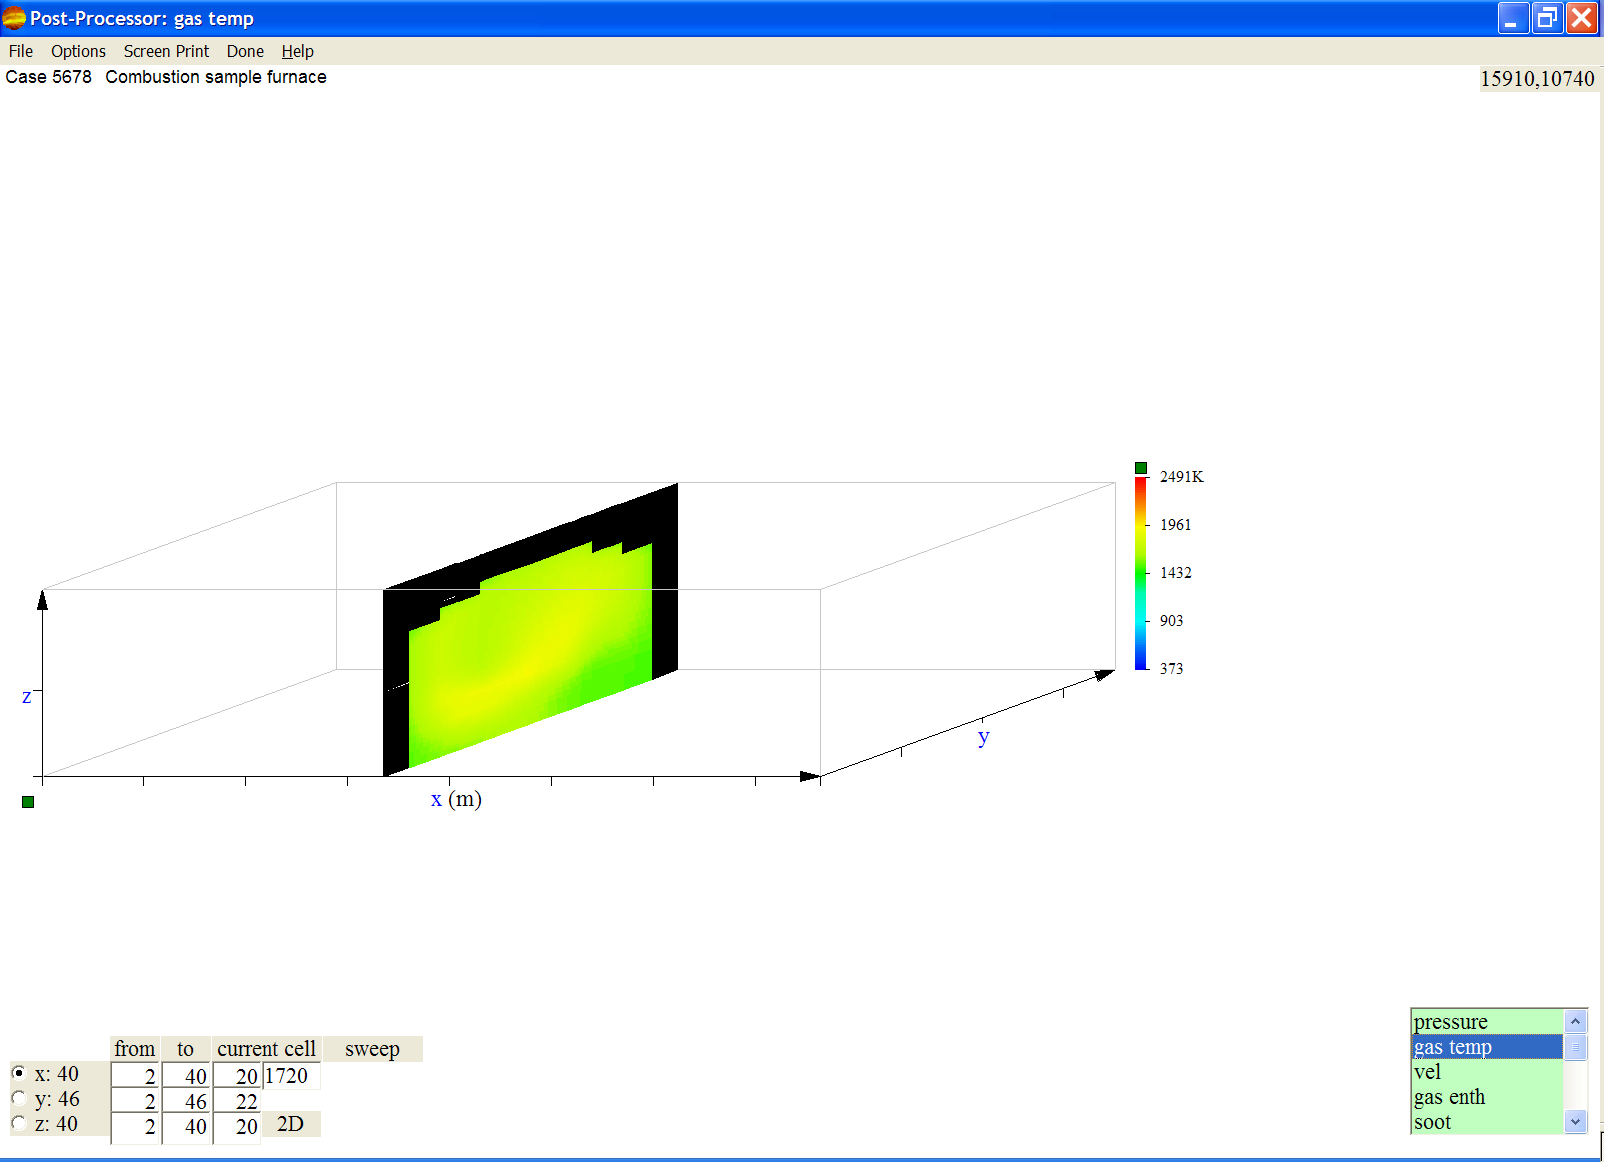 Post-Processor: gas temp
File Options Screen Print Done Help
Case 5678 Combustion sample furnace
15910,10740
2491K
1961
1432
903
373
z
y
x (m)
from to current cell sweep
x: 40 2 40 20 1720
y: 46 2 46 22
z: 40 2 40 20 2D
pressure
gas temp
vel
gas enth
soot